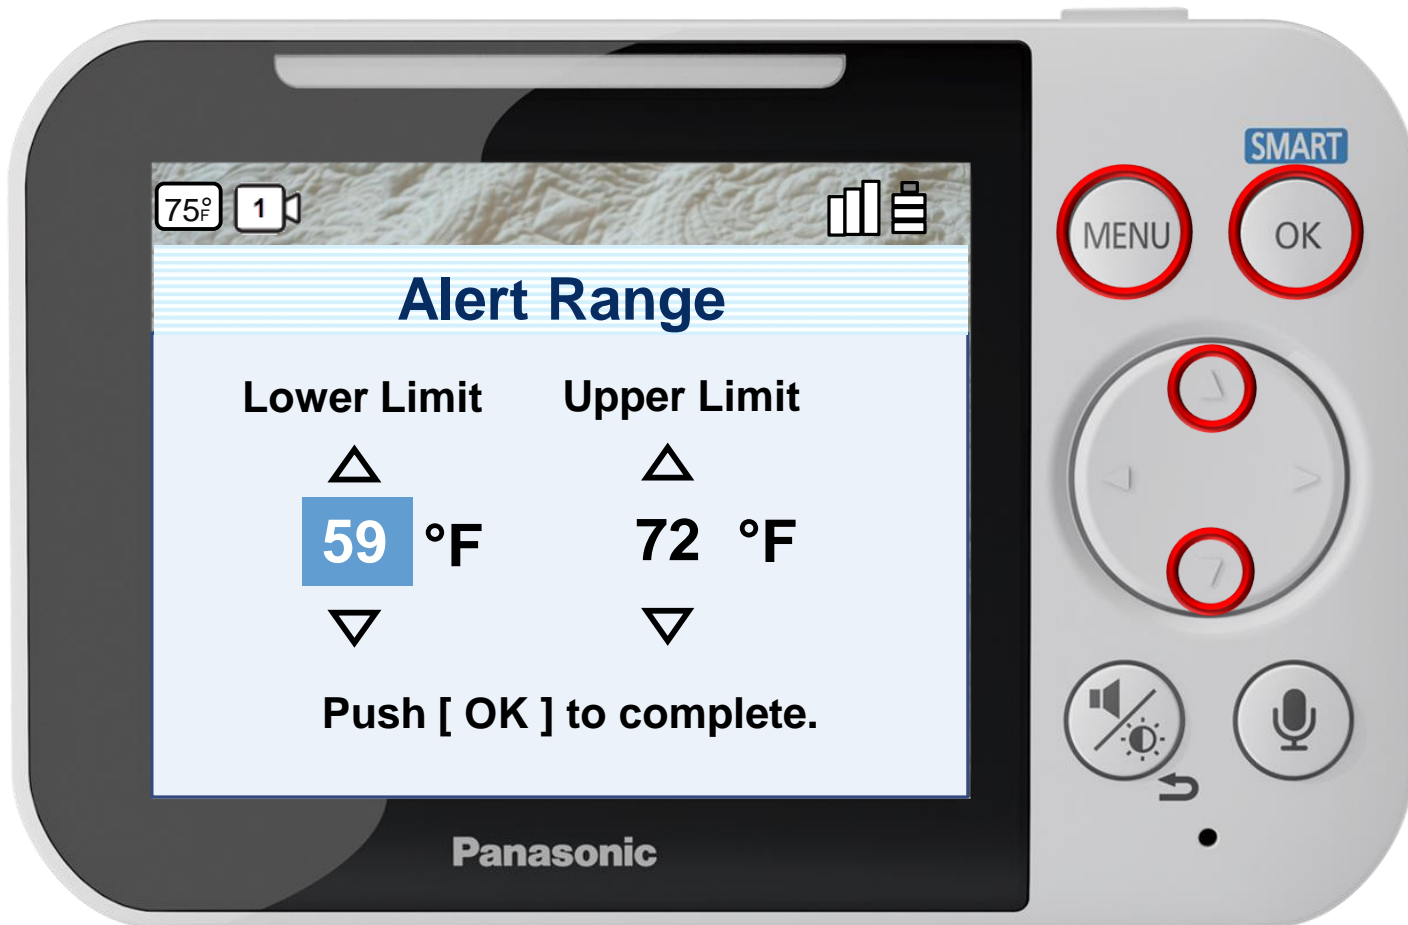 SMART
75°F 1
MENU OK
Alert Range
Lower Limit Upper Limit
59 °F 72 °F
Push [ OK ] to complete.
Panasonic